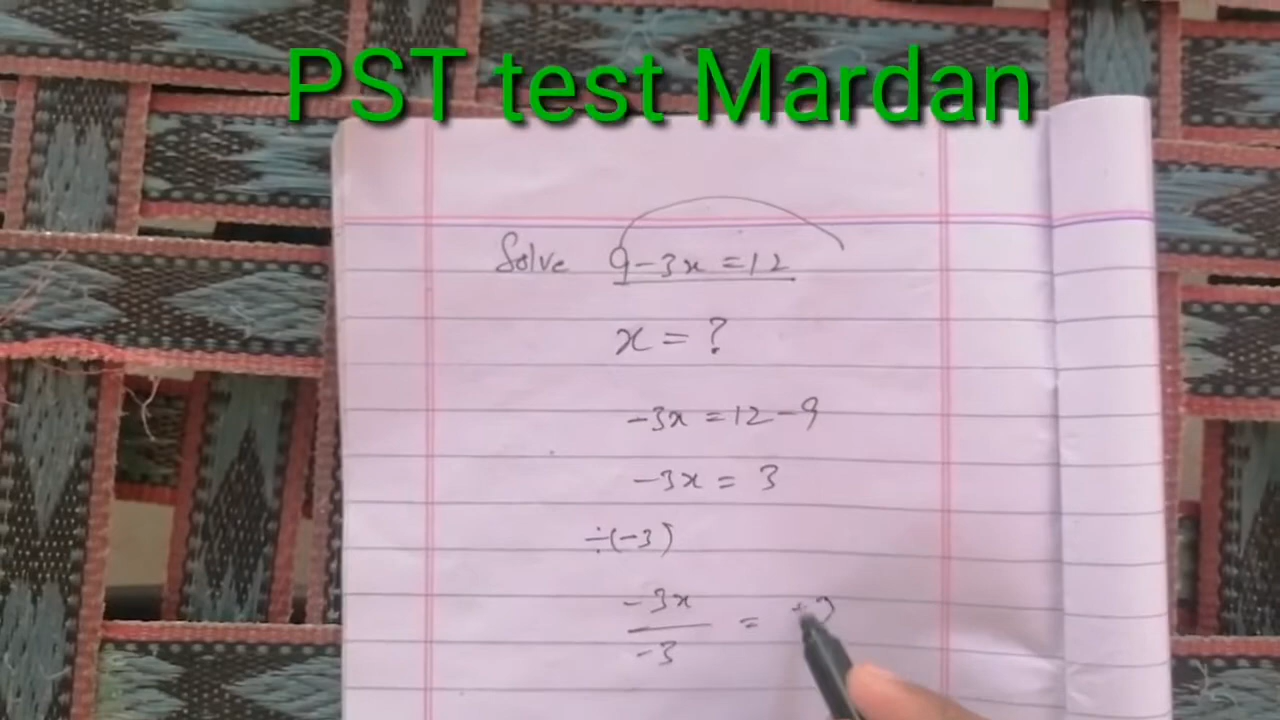 PST test Mardan
Solve 9-3x=12
x = ?
-3x = 12-9
-3x = 3
÷(-3)
-3x
=
-3